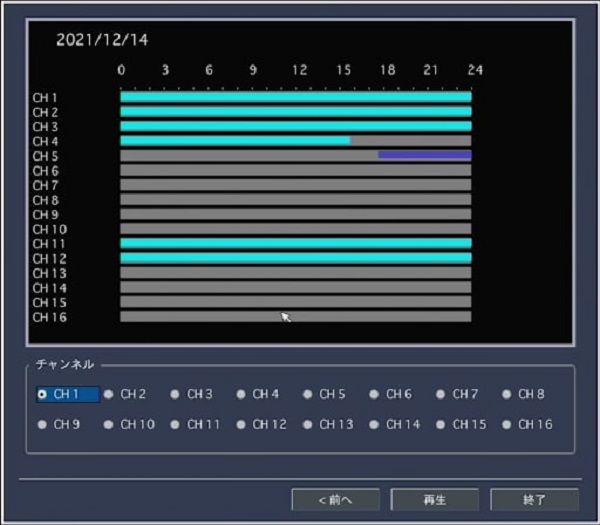 2021/12/14
0 3 6 9 12 15 18 21 24
CH 1
CH 2
CH 3
CH 4
CH 5
CH 6
CH 7
CH 8
CH 9
CH 10
CH 11
CH 12
CH 13
CH 14
CH 15
CH 16
チャンネル
CH 1 CH 2 CH 3 CH 4 CH 5 CH 6 CH 7 CH 8
CH 9 CH 10 CH 11 CH 12 CH 13 CH 14 CH 15 CH 16
< 前へ 再生 終了